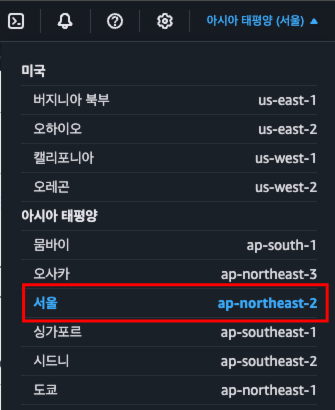 아시아 태평양 (서울) ▲
미국
버지니아 북부 us-east-1
오하이오 us-east-2
캘리포니아 us-west-1
오레곤 us-west-2
아시아 태평양
뭄바이 ap-south-1
오사카 ap-northeast-3
서울 ap-northeast-2
싱가포르 ap-southeast-1
시드니 ap-southeast-2
도쿄 ap-northeast-1